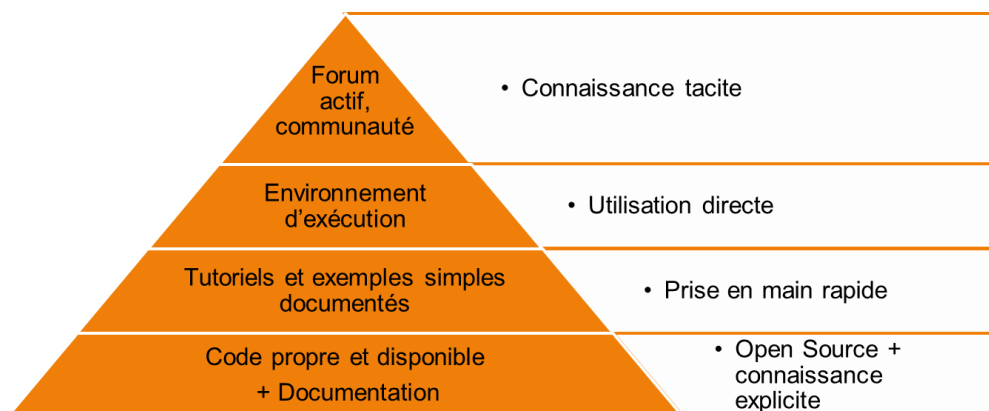 Forum
actif,
communauté
• Connaissance tacite
Environnement
d’exécution
• Utilisation directe
Tutoriels et exemples simples
documentés
• Prise en main rapide
Code propre et disponible
+ Documentation
• Open Source +
connaissance
explicite